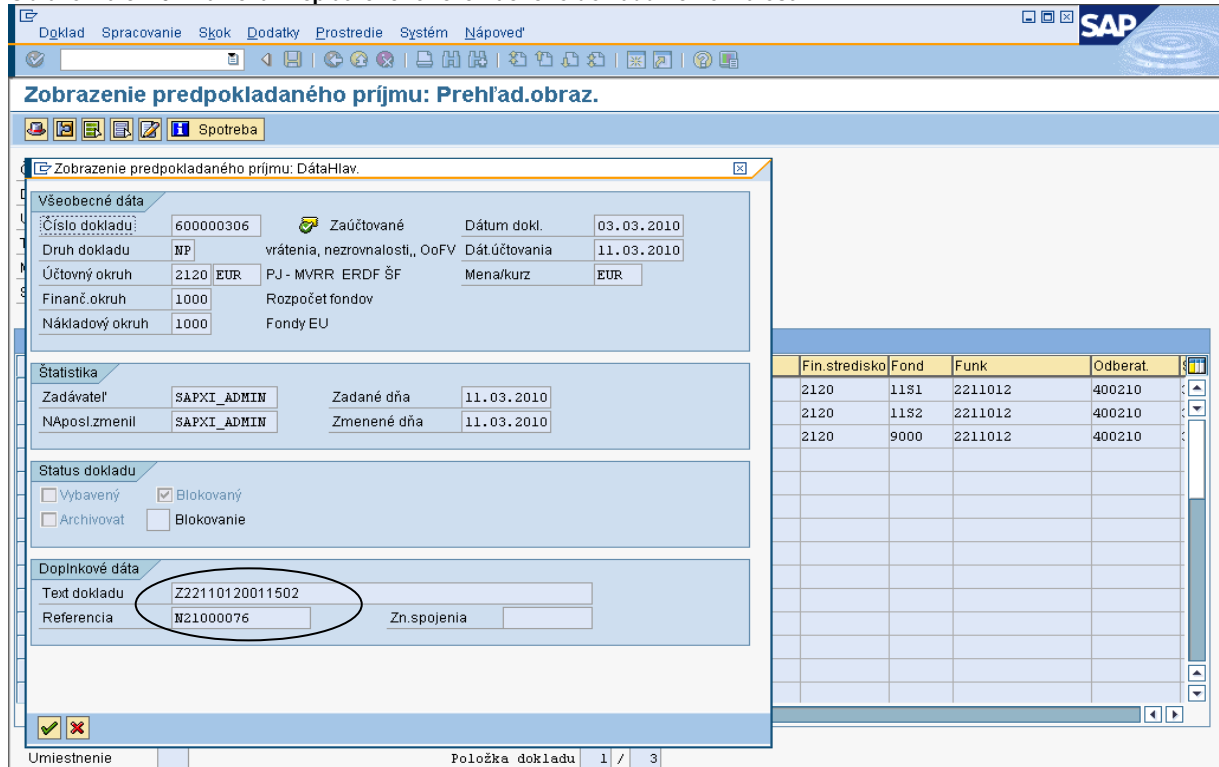 Doklad Spracovanie Skok Dodatky Prostredie Systém Nápoveď
SAP
Zobrazenie predpokladaného príjmu: Prehľad.obraz.
Spotreba
Zobrazenie predpokladaného príjmu: DátaHlav.
Všeobecné dáta
Číslo dokladu 600000306 Zaúčtované Dátum dokl. 03.03.2010
Druh dokladu NP vrátenia, nezrovnalosti,, OoFV Dát.účtovania 11.03.2010
Účtovný okruh 2120 EUR PJ - MVRR ERDF ŠF Mena/kurz EUR
Finanč.okruh 1000 Rozpočet fondov
Nákladový okruh 1000 Fondy EU
Štatistika
Zadávateľ SAPXI_ADMIN Zadané dňa 11.03.2010
NAposl.zmenil SAPXI_ADMIN Zmenené dňa 11.03.2010
Status dokladu
Vybavený Blokovaný
Archivovat Blokovanie
Doplnkové dáta
Text dokladu Z22110120011502
Referencia N21000076 Zn.spojenia
Fin.stredisko Fond Funk Odberat.
2120 11S1 2211012 400210
2120 11S2 2211012 400210
2120 9000 2211012 400210
Umiestnenie Položka dokladu 1 / 3